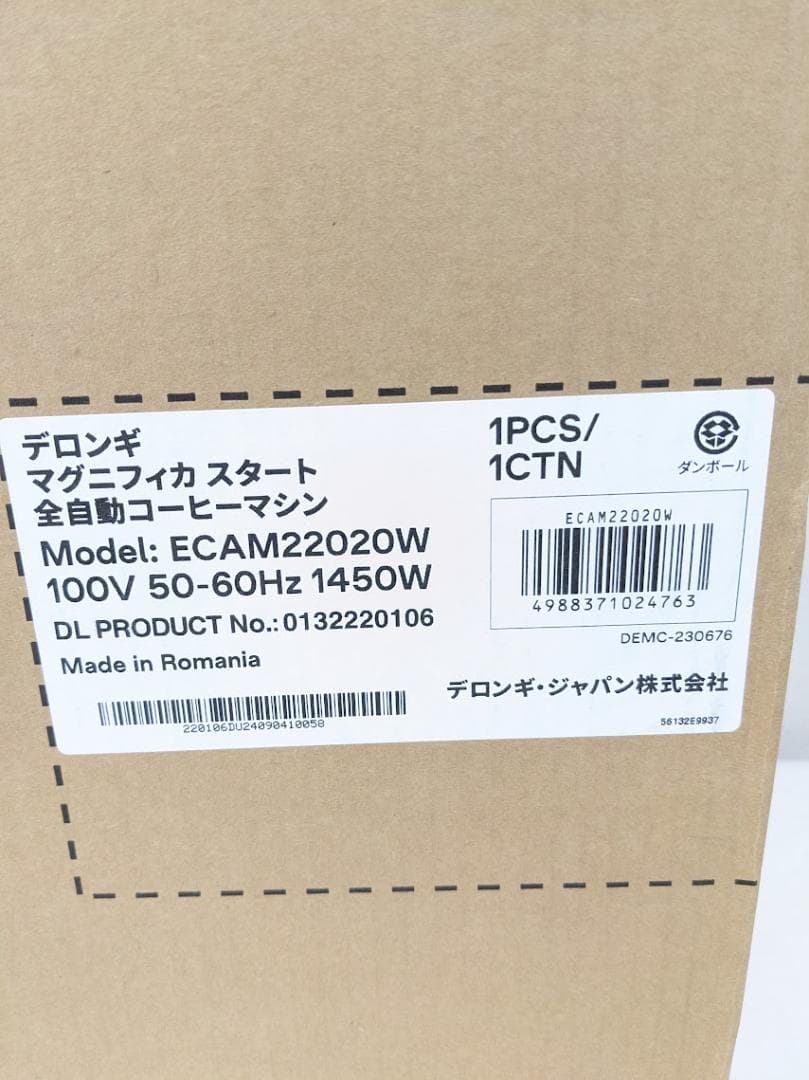 デロンギ
マグニフィカ スタート
全自動コーヒーマシン
Model: ECAM22020W
100V 50-60Hz 1450W
DL PRODUCT No.: 0132220106
Made in Romania
220106DU24090410058
1PCS/
1CTN
ダンボール
ECAM22020W
4988371024763
DEMC-230676
デロンギ・ジャパン株式会社
56132E9937